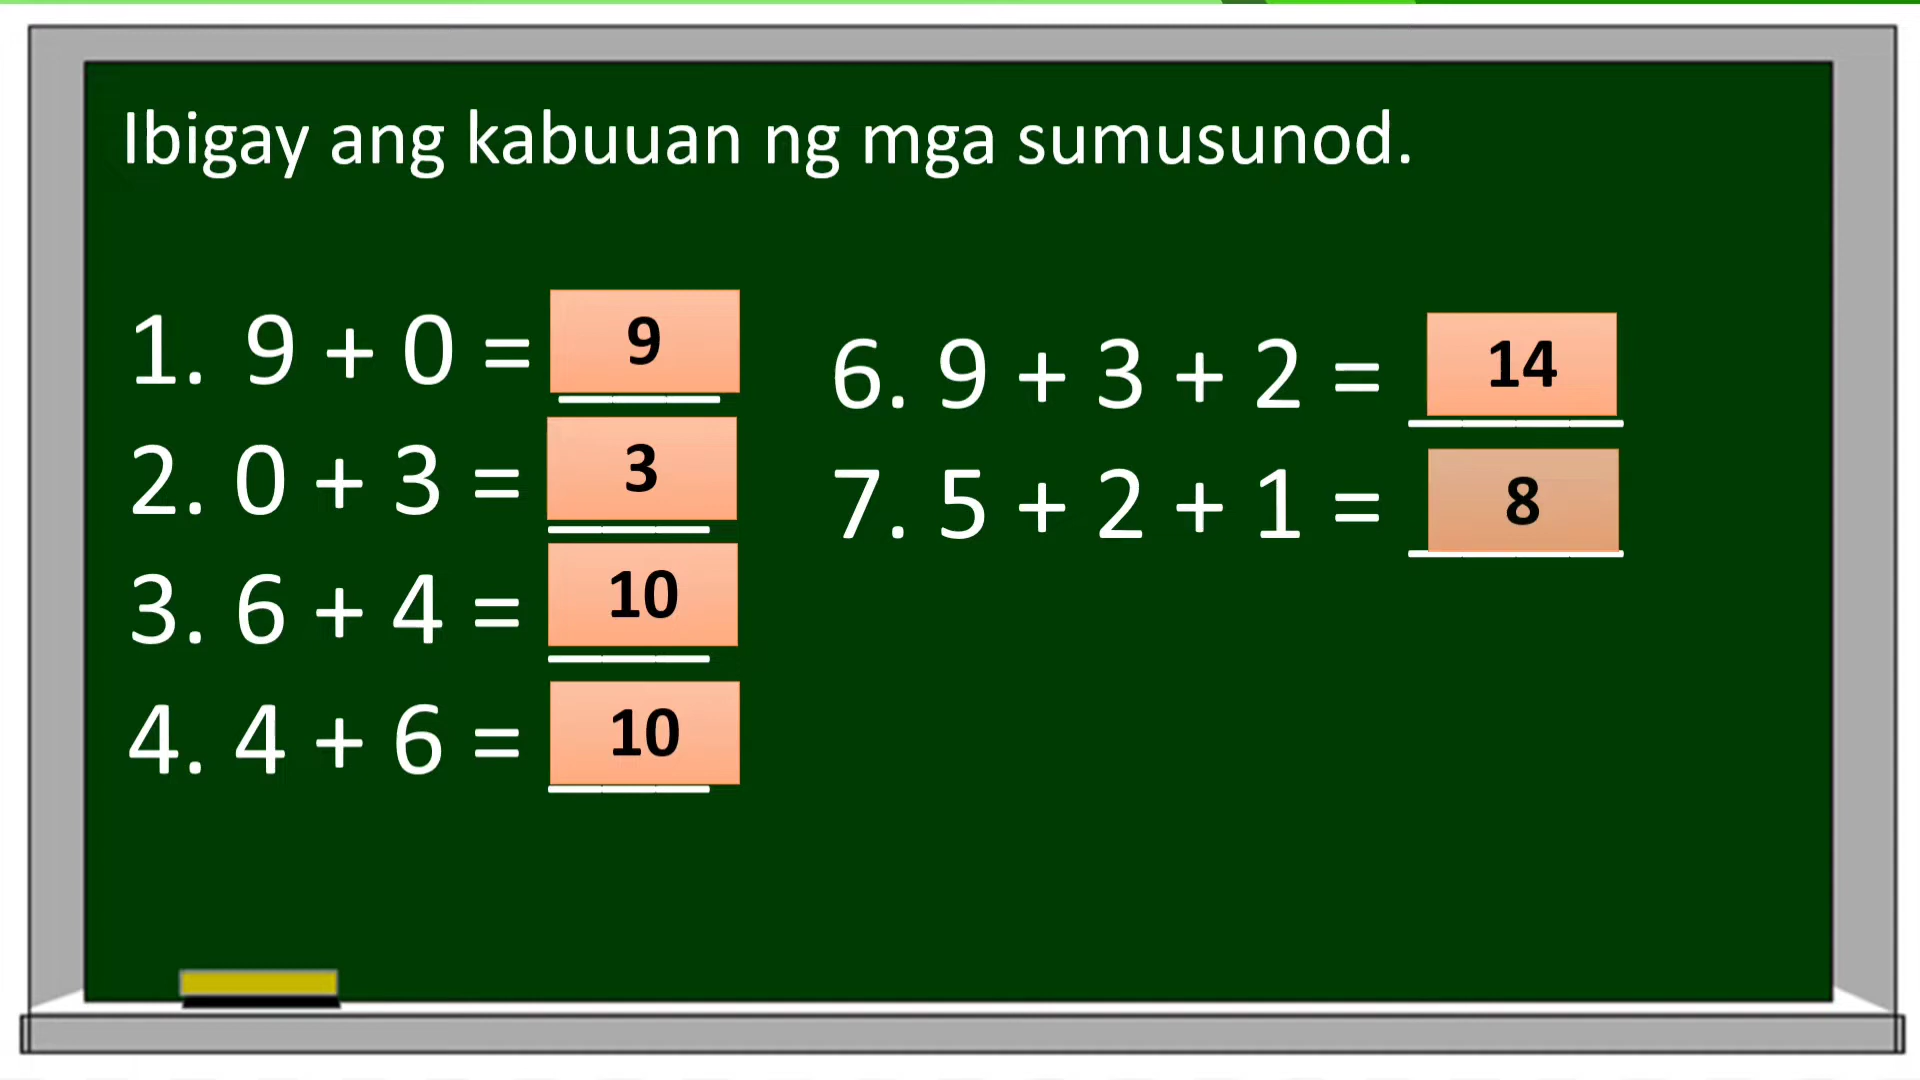 Ibigay ang kabuuan ng mga sumusunod.
1. 9 + 0 = 9
2. 0 + 3 = 3
3. 6 + 4 = 10
4. 4 + 6 = 10
6. 9 + 3 + 2 = 14
7. 5 + 2 + 1 = 8